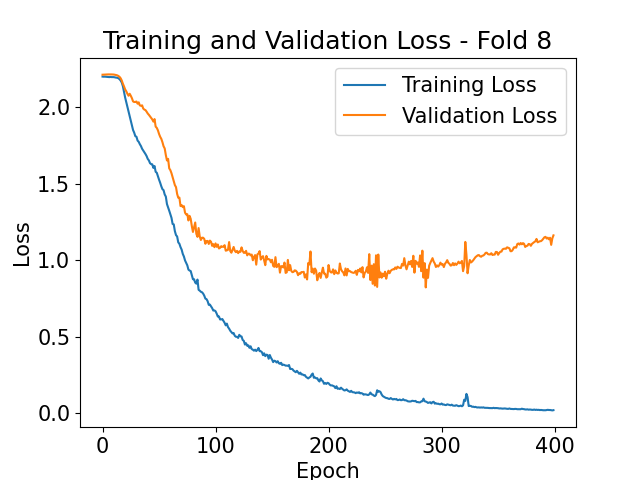 Training and Validation Loss - Fold 8
Training Loss
Validation Loss
Loss
2.0
1.5
1.0
0.5
0.0
0 100 200 300 400
Epoch